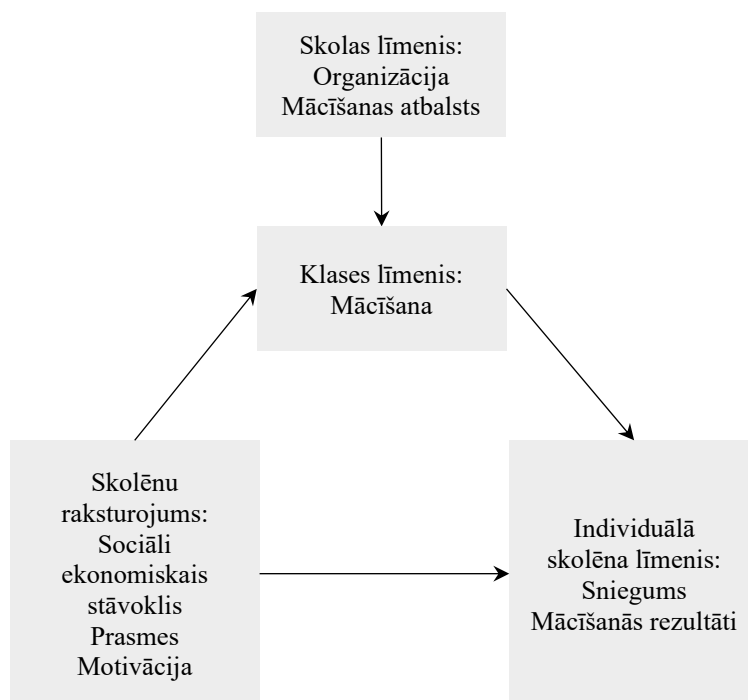 Skolas līmenis:
Organizācija
Mācīšanas atbalsts
Klases līmenis:
Mācīšana
Skolēnu
raksturojums:
Sociāli
ekonomiskais
stāvoklis
Prasmes
Motivācija
Individuālā
skolēna līmenis:
Sniegums
Mācīšanās rezultāti